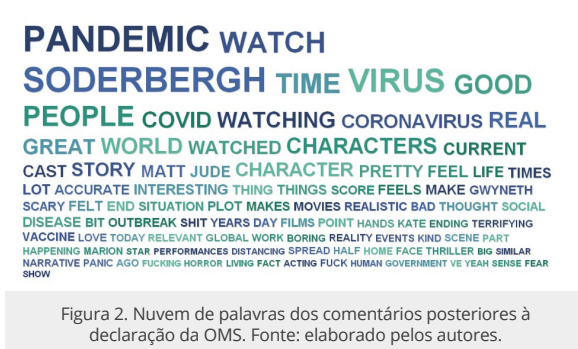 PANDEMIC WATCH
SODERBERGH TIME VIRUS GOOD
PEOPLE COVID WATCHING CORONAVIRUS REAL
GREAT WORLD WATCHED CHARACTERS CURRENT
CAST STORY MATT JUDE CHARACTER PRETTY FEEL LIFE TIMES
LOT ACCURATE INTERESTING THING THINGS SCORE FEELS MAKE GWYNETH
SCARY FELT END SITUATION PLOT MAKES MOVIES REALISTIC BAD THOUGHT SOCIAL
DISEASE BIT OUTBREAK SHIT YEARS DAY FILMS POINT HANDS KATE ENDING TERRIFYING
VACCINE LOVE TODAY RELEVANT GLOBAL WORK BORING REALITY EVENTS KIND SCENE PART
HAPPENING MARION STAR PERFORMANCES DISTANCING SPREAD HALF HOME FACE THRILLER BIG SIMILAR
NARRATIVE PANIC AGO FUCKING HORROR LIVING FACT ACTING FUCK HUMAN GOVERNMENT VE YEAH SENSE FEAR
SHOW
Figura 2. Nuvem de palavras dos comentários posteriores à
declaração da OMS. Fonte: elaborado pelos autores.